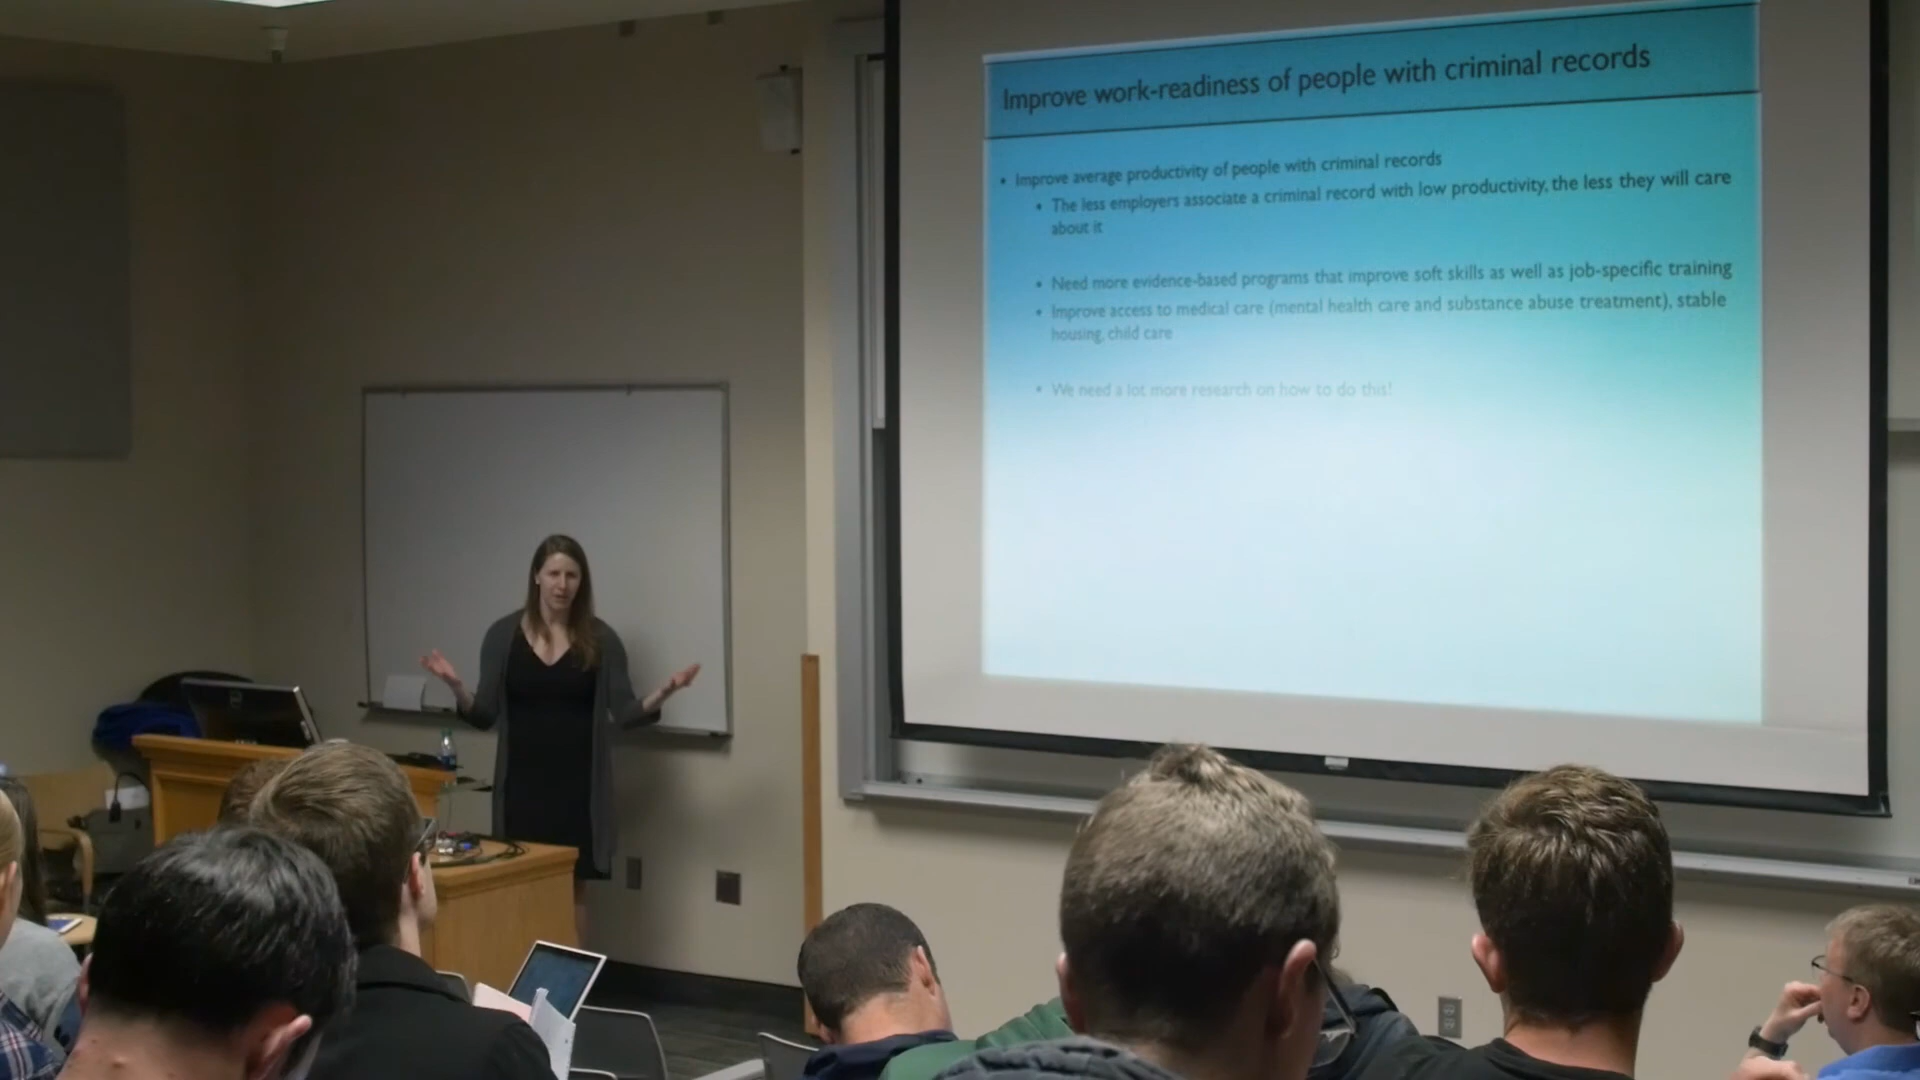 Improve work-readiness of people with criminal records
• Improve average productivity of people with criminal records
• The less employers associate a criminal record with low productivity, the less they will care
about it
• Need more evidence-based programs that improve soft skills as well as job-specific training
• Improve access to medical care (mental health care and substance abuse treatment), stable
housing, child care
• We need a lot more research on how to do this!